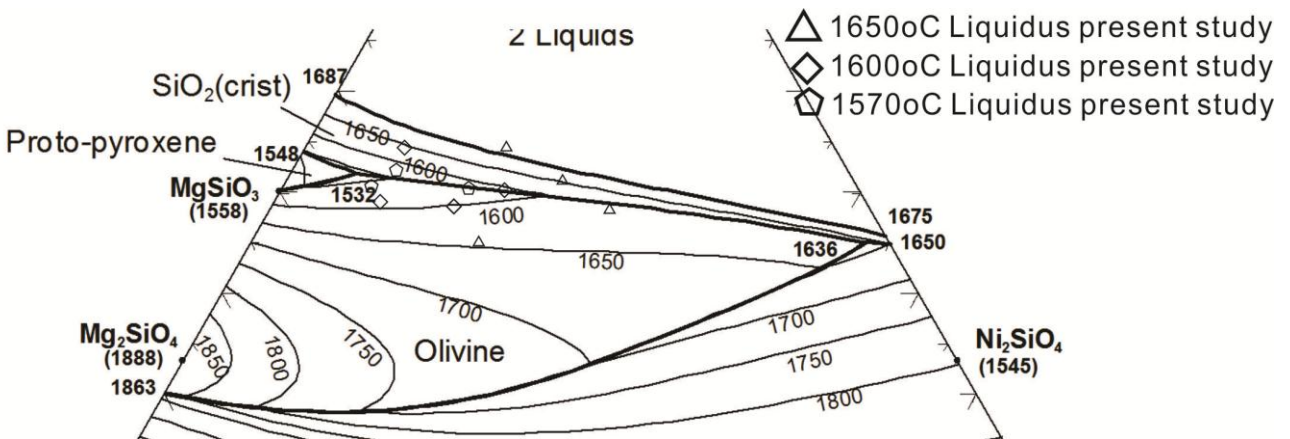 2 Liquids
△ 1650oC Liquidus present study
◇ 1600oC Liquidus present study
⬠ 1570oC Liquidus present study
1687
SiO₂(crist)
1650
Proto-pyroxene
1548
1600
MgSiO₃
(1558)
1532
1600
1675
1650
1636
1650
1700
1700
Mg₂SiO₄
(1888)
1850
1800
1750
Olivine
1750
Ni₂SiO₄
(1545)
1863
1800